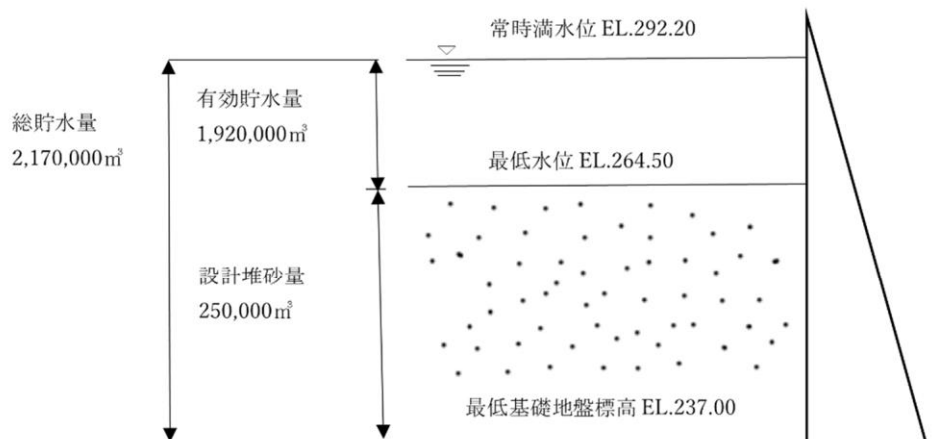 常時満水位 EL.292.20
有効貯水量
1,920,000㎥
総貯水量
2,170,000㎥
最低水位 EL.264.50
設計堆砂量
250,000㎥
最低基礎地盤標高 EL.237.00